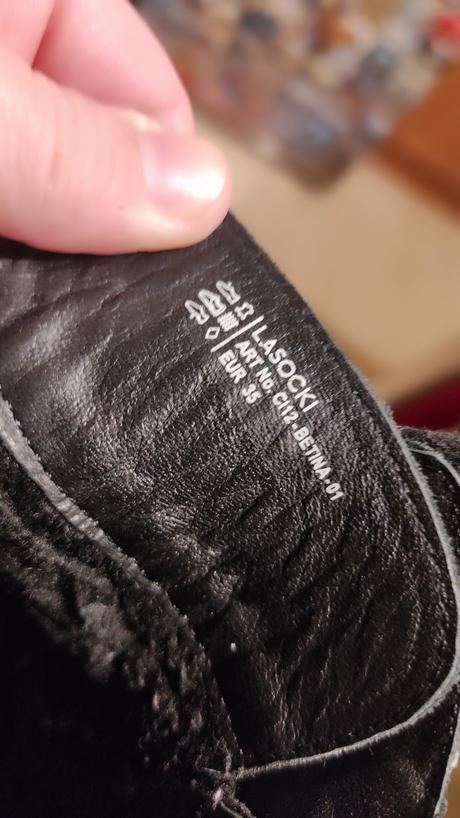 LASOCKI
ART No. CI12-BETINA-01
EUR 35